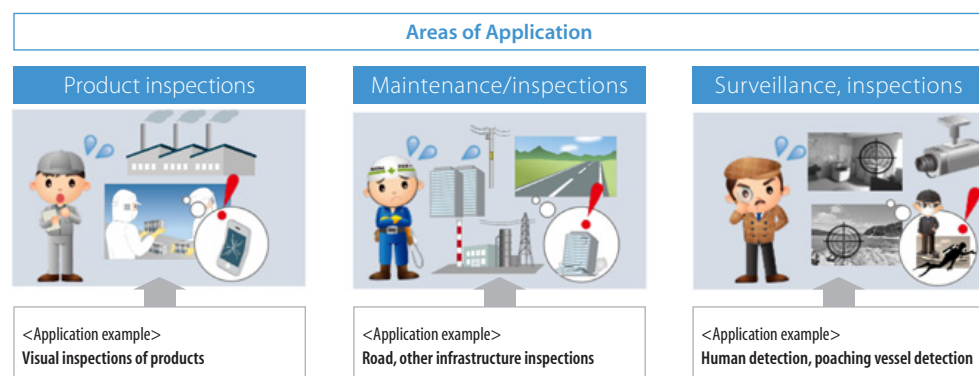 Areas of Application
Product inspections
Maintenance/inspections
Surveillance, inspections
<Application example>
Visual inspections of products
<Application example>
Road, other infrastructure inspections
<Application example>
Human detection, poaching vessel detection